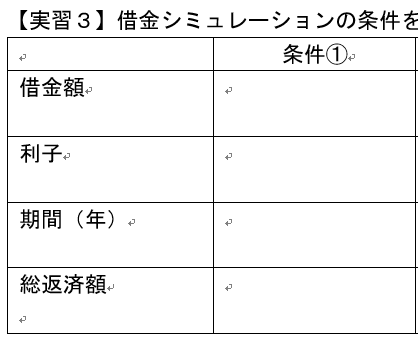 【実習３】借金シミュレーションの条件を
条件①
借金額
利子
期間（年）
総返済額